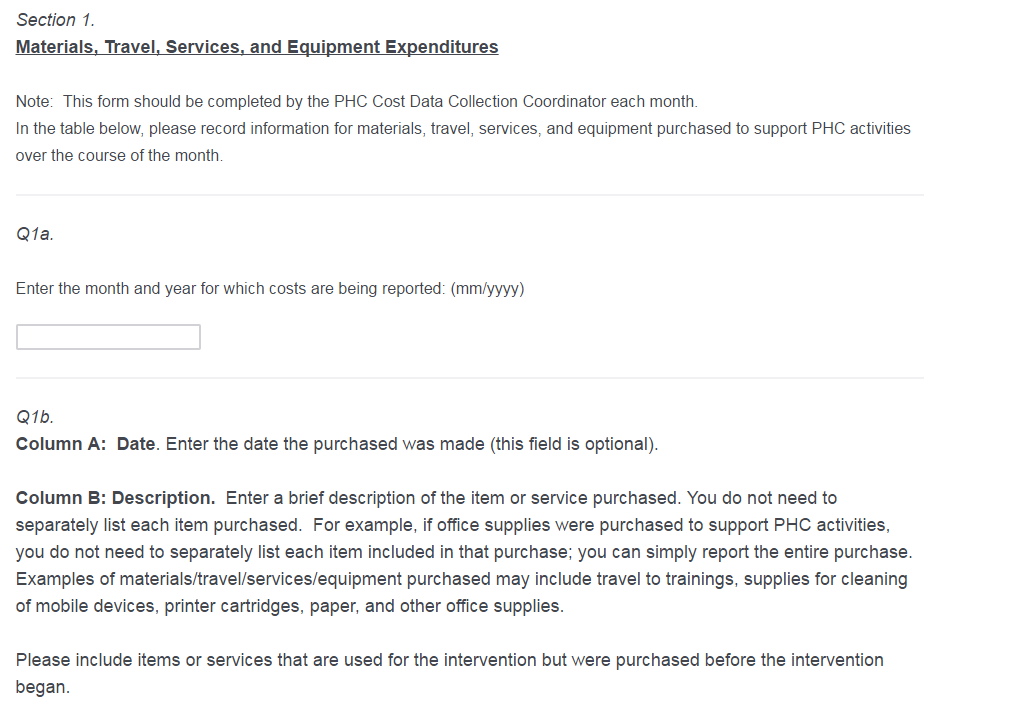 Section 1.
Materials, Travel, Services, and Equipment Expenditures
Note:  This form should be completed by the PHC Cost Data Collection Coordinator each month.
In the table below, please record information for materials, travel, services, and equipment purchased to support PHC activities
over the course of the month.
Q1a.
Enter the month and year for which costs are being reported: (mm/yyyy)
Q1b.
Column A:  Date. Enter the date the purchased was made (this field is optional).
Column B: Description.  Enter a brief description of the item or service purchased. You do not need to
separately list each item purchased.  For example, if office supplies were purchased to support PHC activities,
you do not need to separately list each item included in that purchase; you can simply report the entire purchase.
Examples of materials/travel/services/equipment purchased may include travel to trainings, supplies for cleaning
of mobile devices, printer cartridges, paper, and other office supplies.
Please include items or services that are used for the intervention but were purchased before the intervention
began.